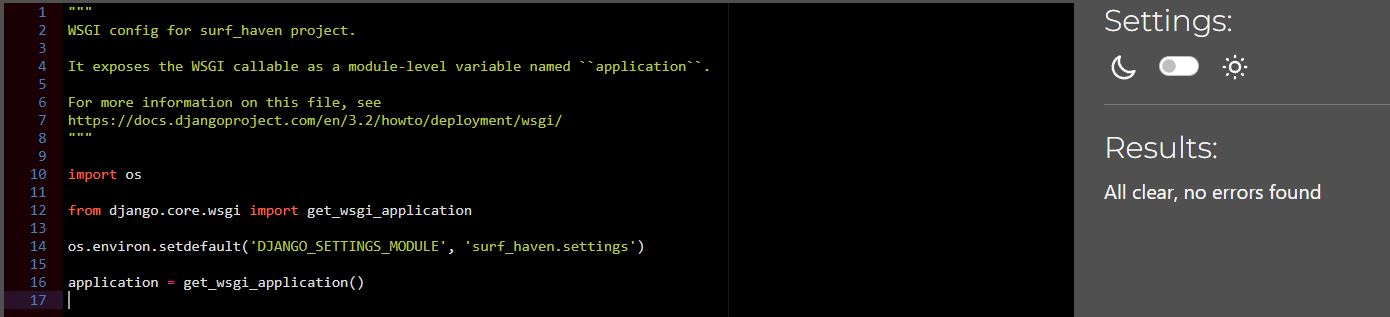 1 """
2 WSGI config for surf_haven project.
3
4 It exposes the WSGI callable as a module-level variable named ``application``.
5
6 For more information on this file, see
7 https://docs.djangoproject.com/en/3.2/howto/deployment/wsgi/
8 """
9
10 import os
11
12 from django.core.wsgi import get_wsgi_application
13
14 os.environ.setdefault('DJANGO_SETTINGS_MODULE', 'surf_haven.settings')
15
16 application = get_wsgi_application()
17
Settings:
Results:
All clear, no errors found